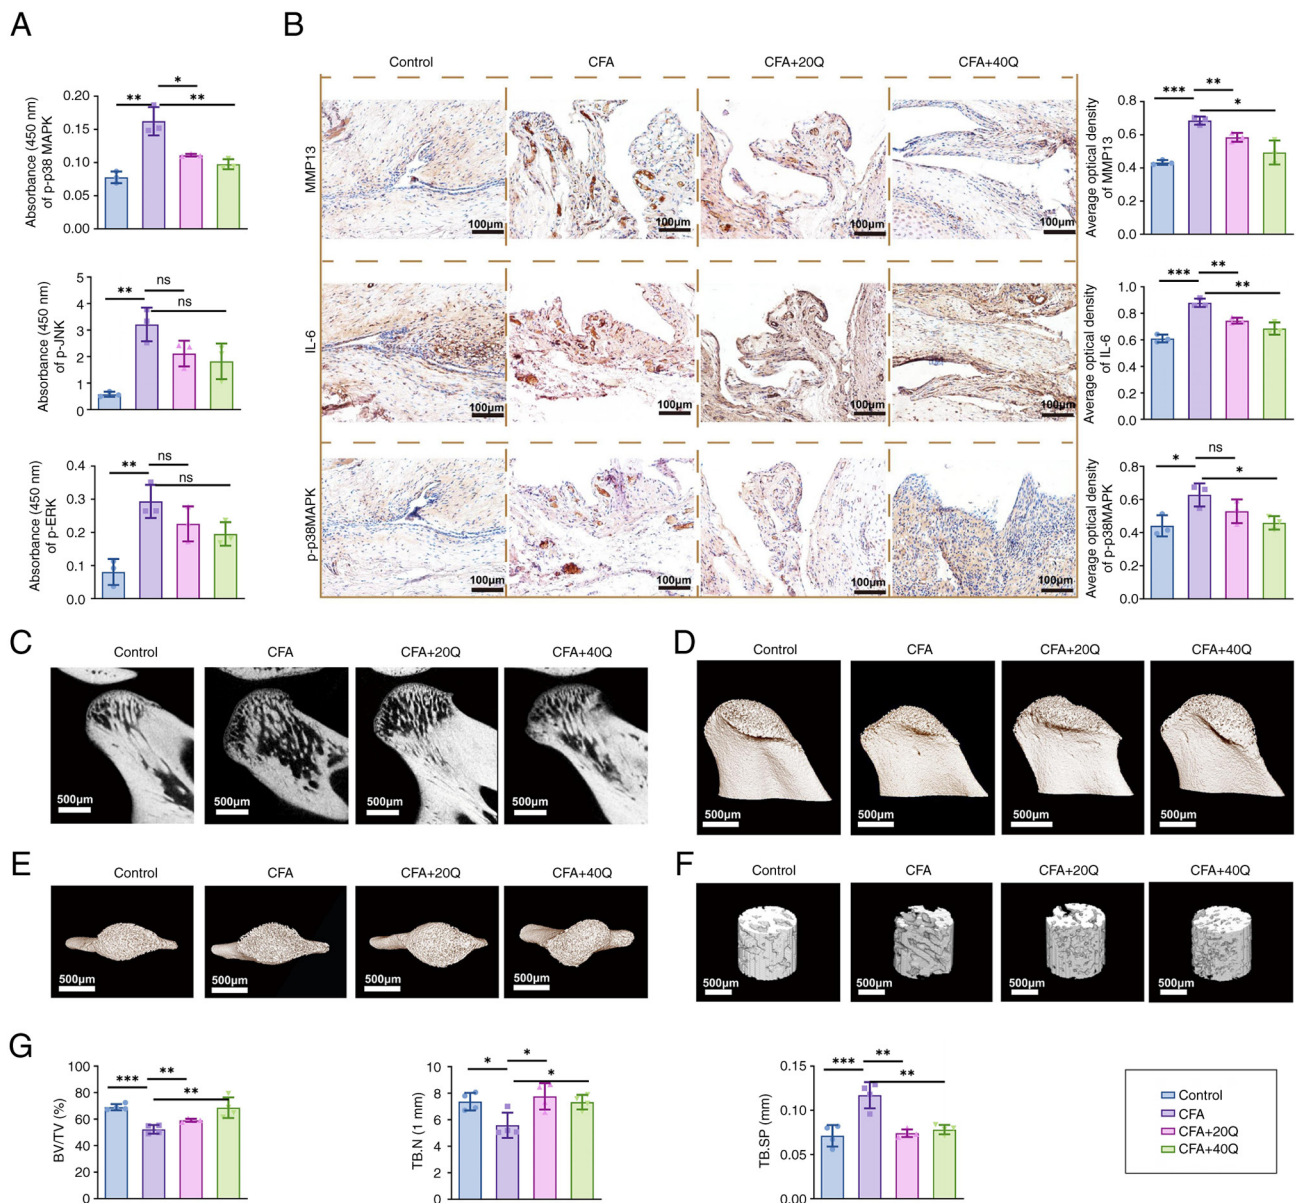 A
B
Control
CFA
CFA+20Q
CFA+40Q
Absorbance (450 nm)
of p-p38 MAPK
0.20
0.15
0.10
0.05
0.00
**
*
**
MMP13
100μm
100μm
100μm
100μm
Average optical density
of MMP13
0.8
0.6
0.4
0.2
0.0
***
**
*
Absorbance (450 nm)
of p-JNK
5
4
3
2
1
0
**
ns
ns
IL-6
100μm
100μm
100μm
100μm
Average optical density
of IL-6
1.0
0.8
0.6
0.4
0.2
0.0
***
**
**
Absorbance (450 nm)
of p-ERK
0.4
0.3
0.2
0.1
0.0
**
ns
ns
p-p38MAPK
100μm
100μm
100μm
100μm
Average optical density
of p-p38MAPK
0.8
0.6
0.4
0.2
0.0
*
ns
*
C
Control
CFA
CFA+20Q
CFA+40Q
500μm
500μm
500μm
500μm
D
Control
CFA
CFA+20Q
CFA+40Q
500μm
500μm
500μm
500μm
E
Control
CFA
CFA+20Q
CFA+40Q
500μm
500μm
500μm
500μm
F
Control
CFA
CFA+20Q
CFA+40Q
500μm
500μm
500μm
500μm
G
BV/TV (%)
100
80
60
40
20
0
***
**
**
TB.N (1 mm)
10
8
6
4
2
0
*
*
*
TB.SP (mm)
0.15
0.10
0.05
0.00
***
**
**
Control
CFA
CFA+20Q
CFA+40Q